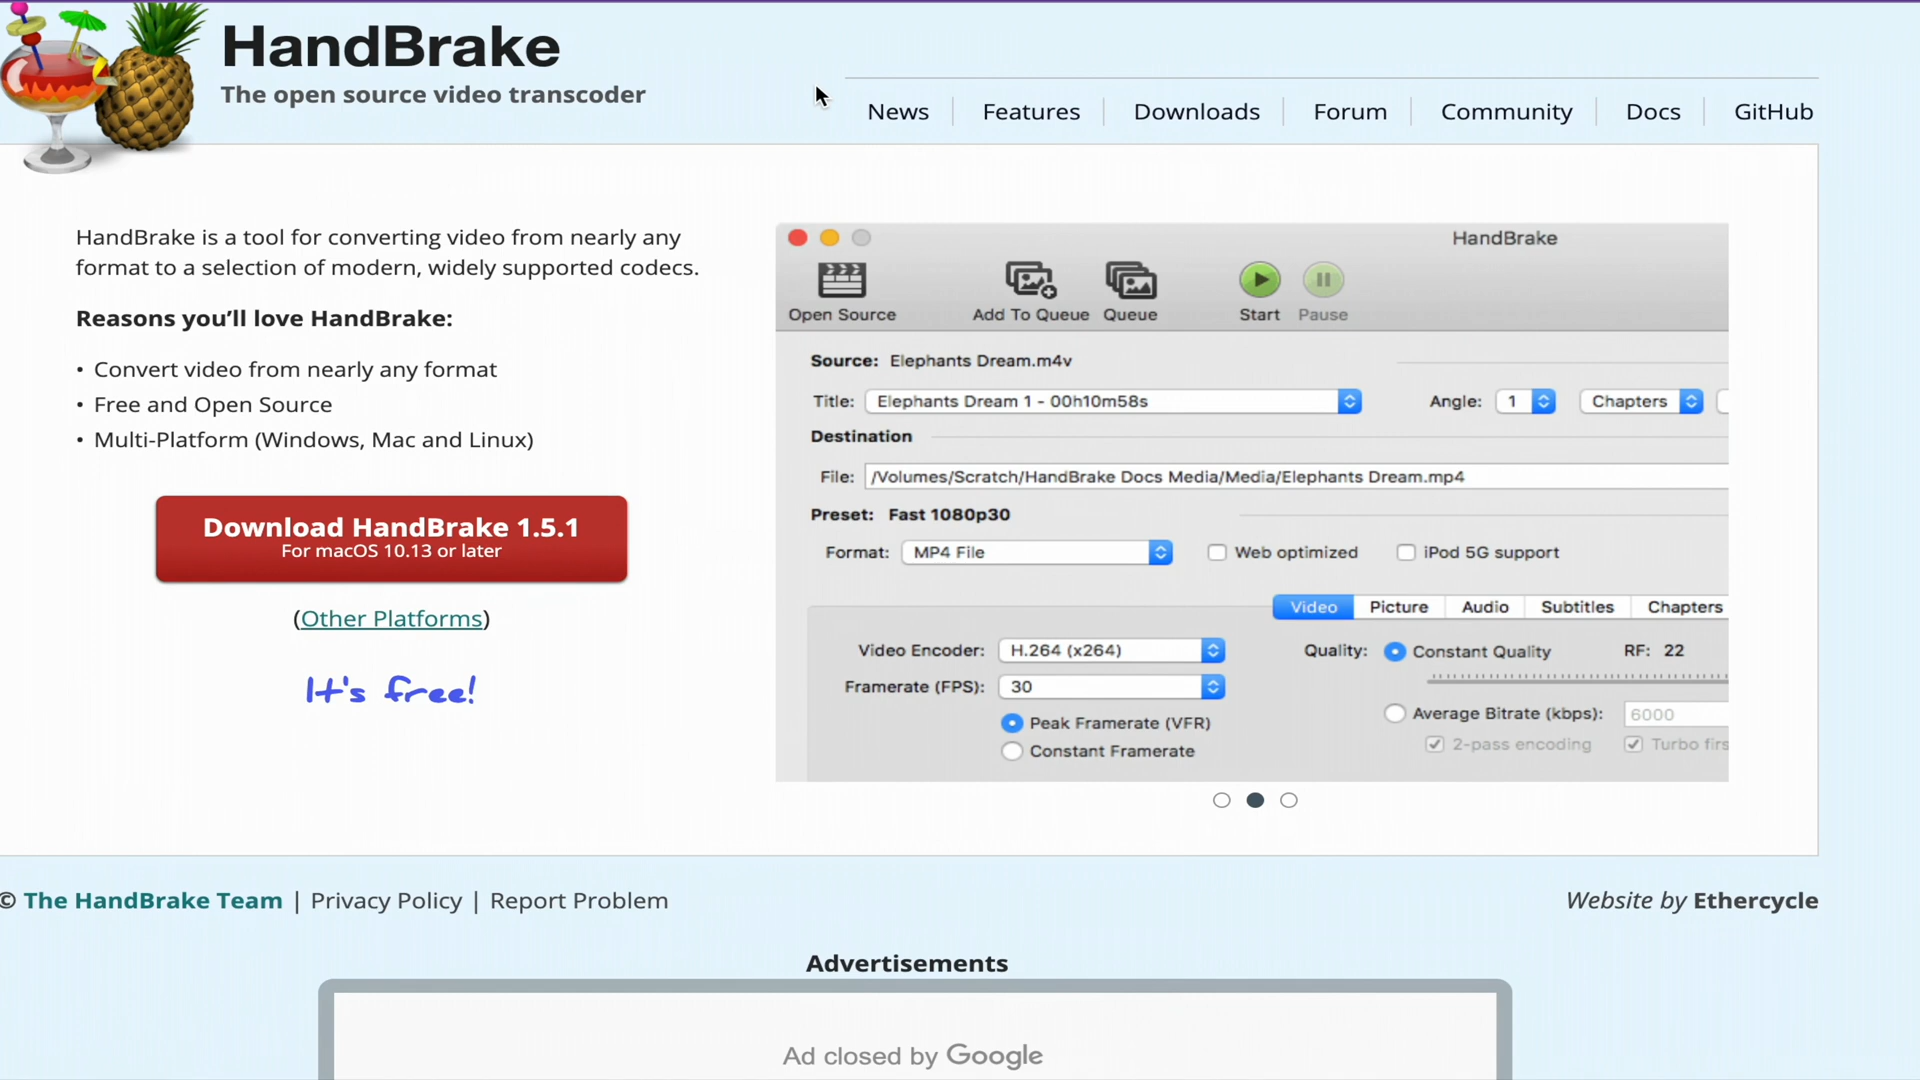 HandBrake
The open source video transcoder
News
Features
Downloads
Forum
Community
Docs
GitHub
HandBrake is a tool for converting video from nearly any
format to a selection of modern, widely supported codecs.
Reasons you’ll love HandBrake:
• Convert video from nearly any format
• Free and Open Source
• Multi-Platform (Windows, Mac and Linux)
Download HandBrake 1.5.1
For macOS 10.13 or later
(Other Platforms)
It's free!
HandBrake
Open Source
Add To Queue
Queue
Start
Pause
Source: Elephants Dream.m4v
Title: Elephants Dream 1 - 00h10m58s
Angle: 1
Chapters
Destination
File: /Volumes/Scratch/HandBrake Docs Media/Media/Elephants Dream.mp4
Preset: Fast 1080p30
Format: MP4 File
Web optimized
iPod 5G support
Video
Picture
Audio
Subtitles
Chapters
Video Encoder: H.264 (x264)
Quality: Constant Quality RF: 22
Framerate (FPS): 30
Peak Framerate (VFR)
Average Bitrate (kbps): 6000
Constant Framerate
2-pass encoding
Turbo firs
© The HandBrake Team | Privacy Policy | Report Problem
Website by Ethercycle
Advertisements
Ad closed by Google